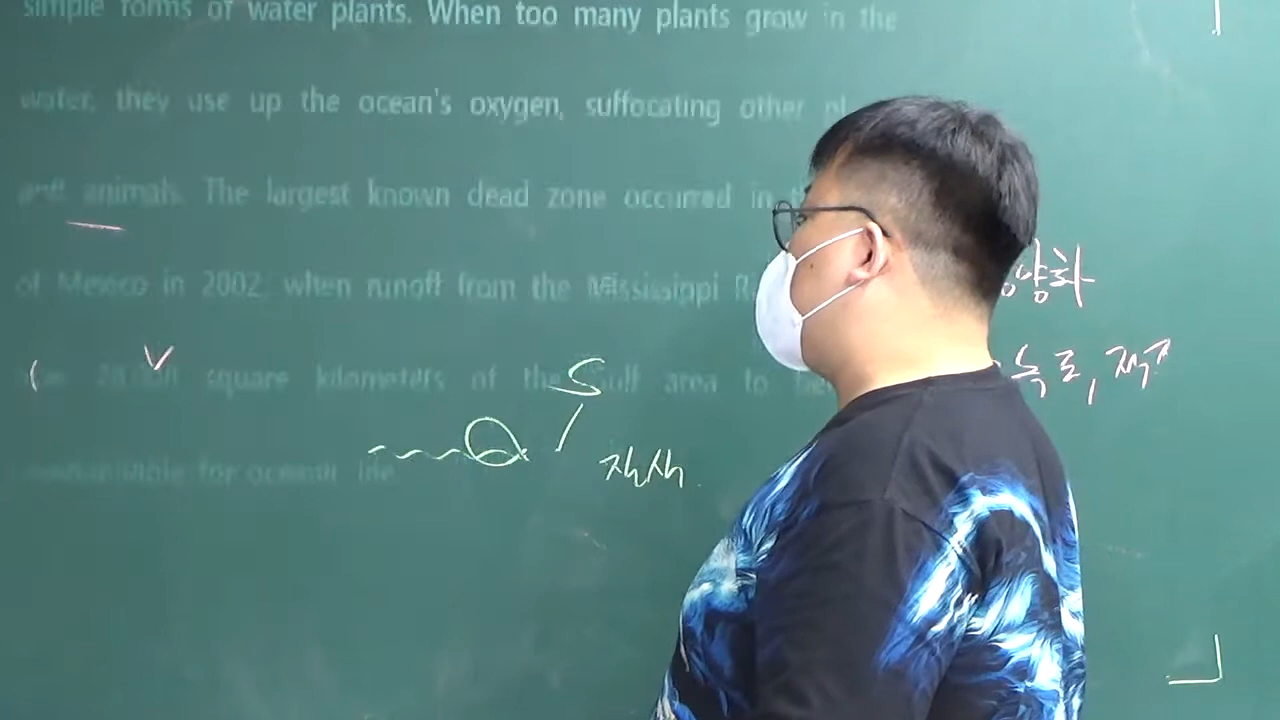 simple forms of water plants. When too many plants grow in the
water, they use up the ocean's oxygen, suffocating other
and animals. The largest known dead zone occurred in
of Mexico in 2002, when runoff from the Mississippi
square kilometers of the Gulf area to
for ocean life.
양화
녹조, 적조
S